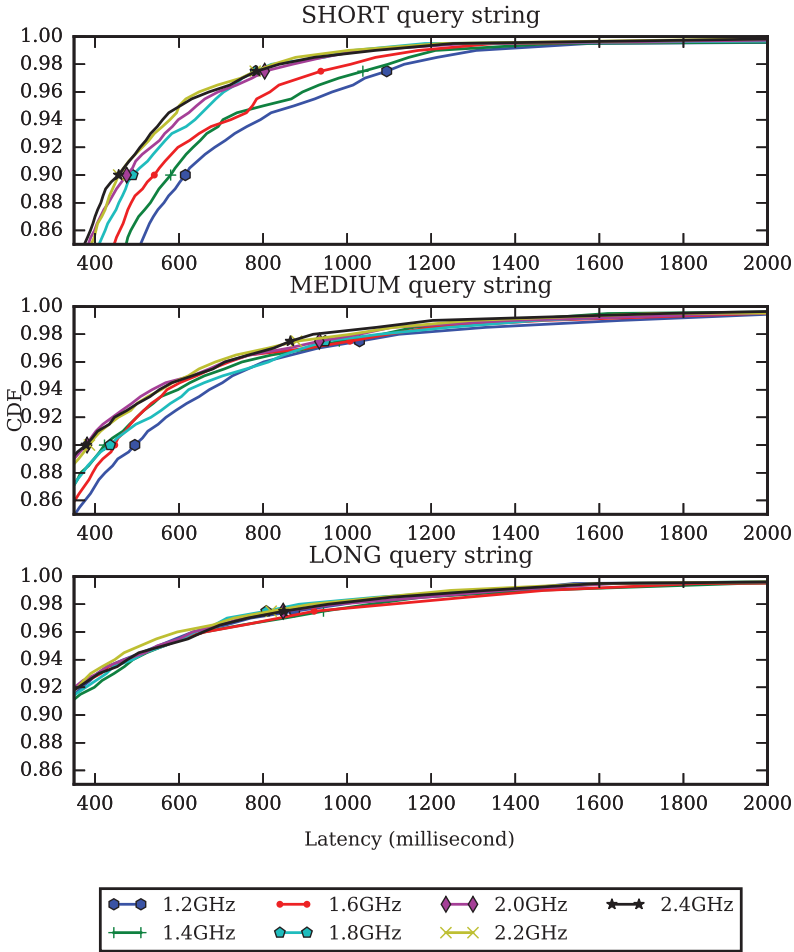 SHORT query string
1.00
0.98
0.96
0.94
0.92
0.90
0.88
0.86
400 600 800 1000 1200 1400 1600 1800 2000
MEDIUM query string
1.00
0.98
0.96
0.94
0.92
0.90
0.88
0.86
CDF
400 600 800 1000 1200 1400 1600 1800 2000
LONG query string
1.00
0.98
0.96
0.94
0.92
0.90
0.88
0.86
400 600 800 1000 1200 1400 1600 1800 2000
Latency (millisecond)
1.2GHz 1.6GHz 2.0GHz 2.4GHz
1.4GHz 1.8GHz 2.2GHz